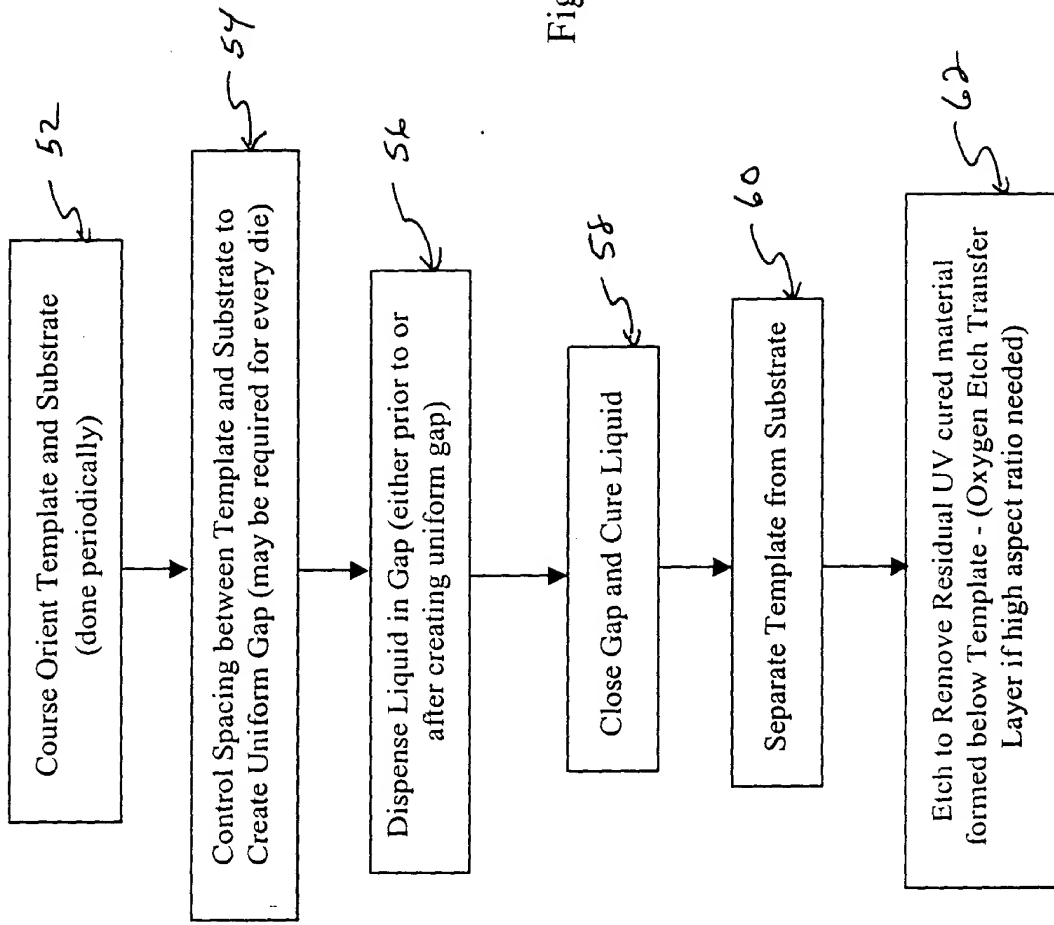 Course Orient Template and Substrate
(done periodically)
52
Control Spacing between Template and Substrate to
Create Uniform Gap (may be required for every die)
54
Dispense Liquid in Gap (either prior to or
after creating uniform gap)
56
Close Gap and Cure Liquid
58
Separate Template from Substrate
60
Etch to Remove Residual UV cured material
formed below Template - (Oxygen Etch Transfer
Layer if high aspect ratio needed)
62
Fig